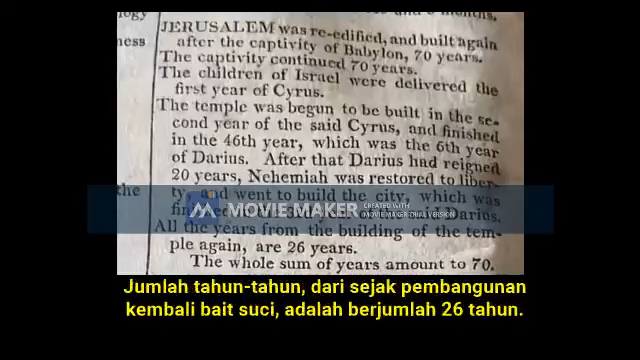 logy
ness
the
JERUSALEM was re-edified, and built again
after the captivity of Babylon, 70 years.
The captivity continued 70 years.
The children of Israel were delivered the
first year of Cyrus.
The temple was begun to be built in the se-
cond year of the said Cyrus, and finished
in the 46th year, which was the 6th year
of Darius. After that Darius had reigned
20 years, Nehemiah was restored to liber-
ty, and went to build the city, which was
Darius.
All the years from the building of the tem-
ple again, are 26 years.
The whole sum of years amount to 70.
MOVIE MAKER
CREATED WITH
MOVIE MAKER TRIAL VERSION
Jumlah tahun-tahun, dari sejak pembangunan
kembali bait suci, adalah berjumlah 26 tahun.